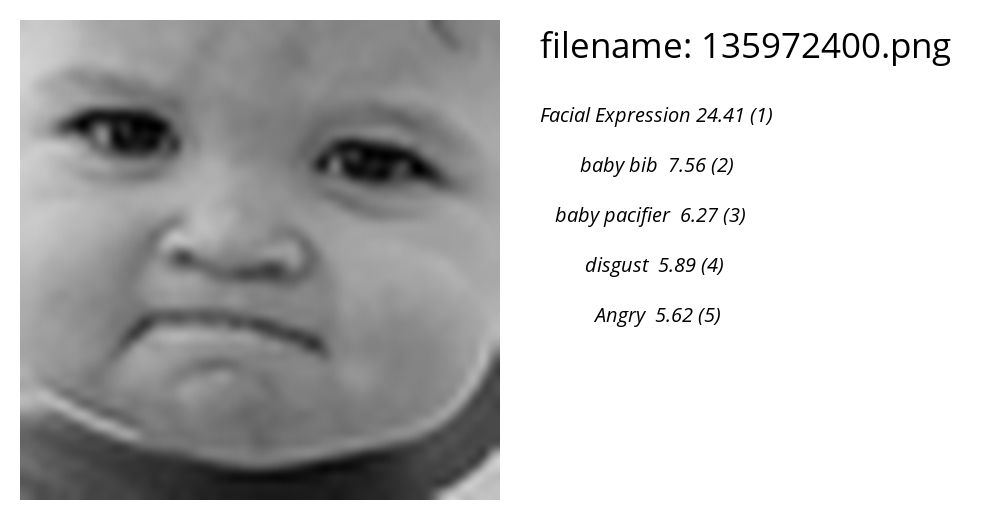 filename: 135972400.png
Facial Expression 24.41 (1)
baby bib 7.56 (2)
baby pacifier 6.27 (3)
disgust 5.89 (4)
Angry 5.62 (5)